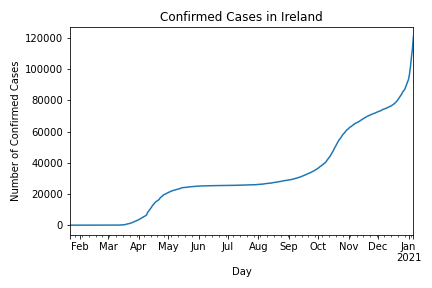 Confirmed Cases in Ireland
Number of Confirmed Cases
120000
100000
80000
60000
40000
20000
0
Feb Mar Apr May Jun Jul Aug Sep Oct Nov Dec Jan
2021
Day